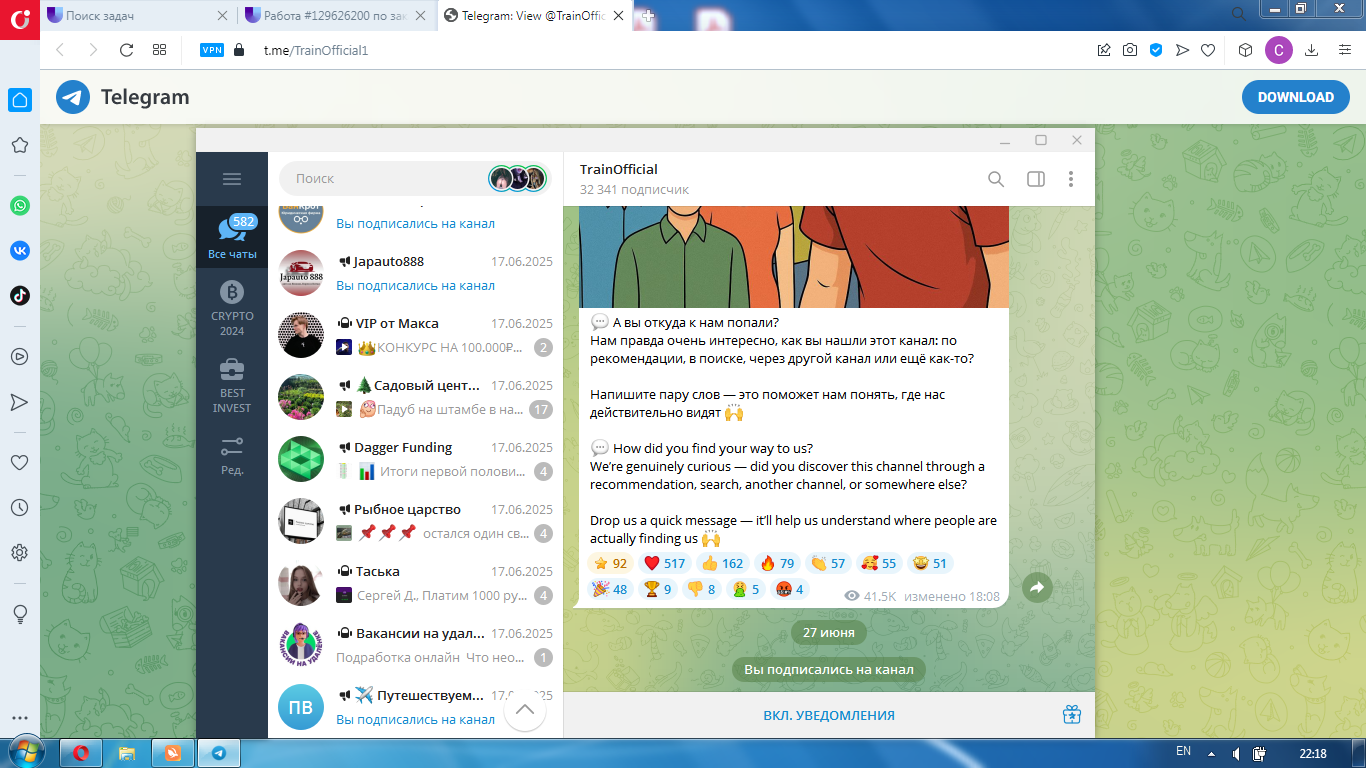 Поиск задач
Работа #129626200 по зак
Telegram: View @TrainOffic
VPN
t.me/TrainOfficial1
C
Telegram
DOWNLOAD
Поиск
582
Все чаты
CRYPTO
2024
BEST
INVEST
Ред.
Вы подписались на канал
Japauto888 17.06.2025
Japauto 888
Вы подписались на канал
VIP от Макса 17.06.2025
КОНКУРС НА 100.000₽... 2
Садовый цент... 17.06.2025
Падуб на штамбе в на... 17
Dagger Funding 17.06.2025
Итоги первой полови... 4
Рыбное царство 17.06.2025
остался один св... 4
Таська 17.06.2025
Сергей Д., Платим 1000 ру... 4
Вакансии на удал... 17.06.2025
Подработка онлайн Что нео... 1
ВАКАНСИИ НА УДАЛЕНКЕ
ПВ
Путешествуем...
Вы подписались на канал
TrainOfficial
32 341 подписчик
А вы откуда к нам попали?
Нам правда очень интересно, как вы нашли этот канал: по
рекомендации, в поиске, через другой канал или ещё как-то?
Напишите пару слов — это поможет нам понять, где нас
действительно видят 🙌
How did you find your way to us?
We're genuinely curious — did you discover this channel through a
recommendation, search, another channel, or somewhere else?
Drop us a quick message — it'll help us understand where people are
actually finding us 🙌
92 517 162 79 57 55 51
48 9 8 5 4 41.5K изменено 18:08
27 июня
Вы подписались на канал
ВКЛ. УВЕДОМЛЕНИЯ
EN
22:18